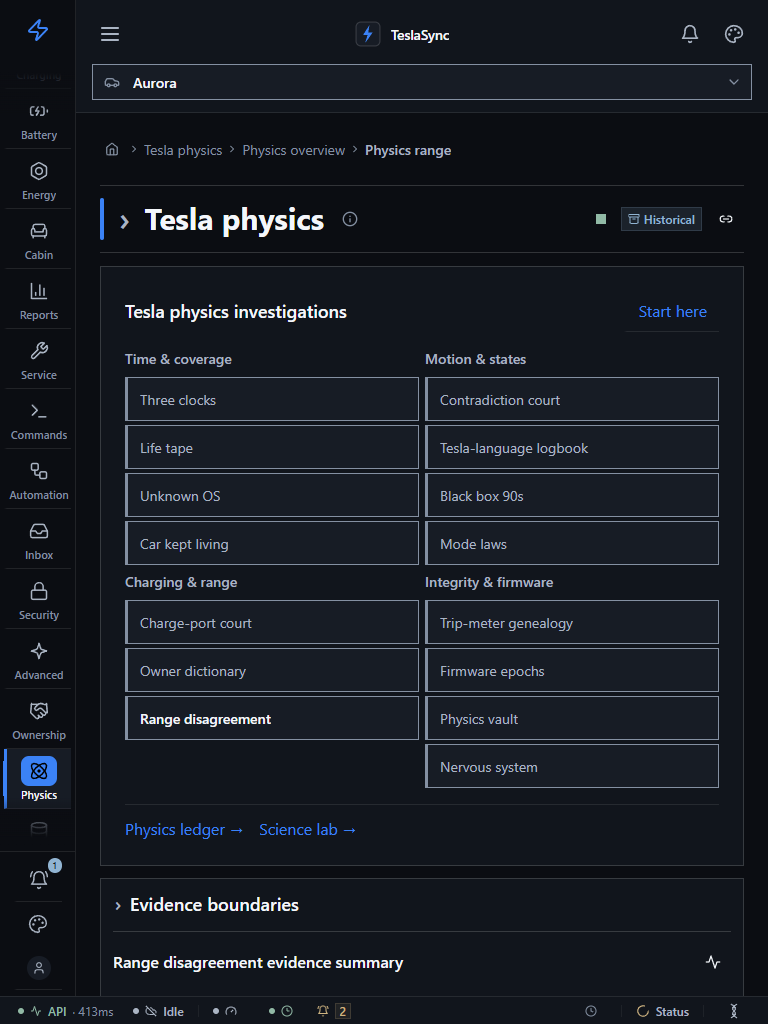 TeslaSync
Aurora
Charging
Battery
Energy
Cabin
Reports
Service
Commands
Automation
Inbox
Security
Advanced
Ownership
Physics
1
Tesla physics › Physics overview › Physics range
Tesla physics
Historical
Tesla physics investigations
Start here
Time & coverage
Three clocks
Life tape
Unknown OS
Car kept living
Motion & states
Contradiction court
Tesla-language logbook
Black box 90s
Mode laws
Charging & range
Charge-port court
Owner dictionary
Range disagreement
Integrity & firmware
Trip-meter genealogy
Firmware epochs
Physics vault
Nervous system
Physics ledger →
Science lab →
Evidence boundaries
Range disagreement evidence summary
API · 413ms
Idle
2
Status